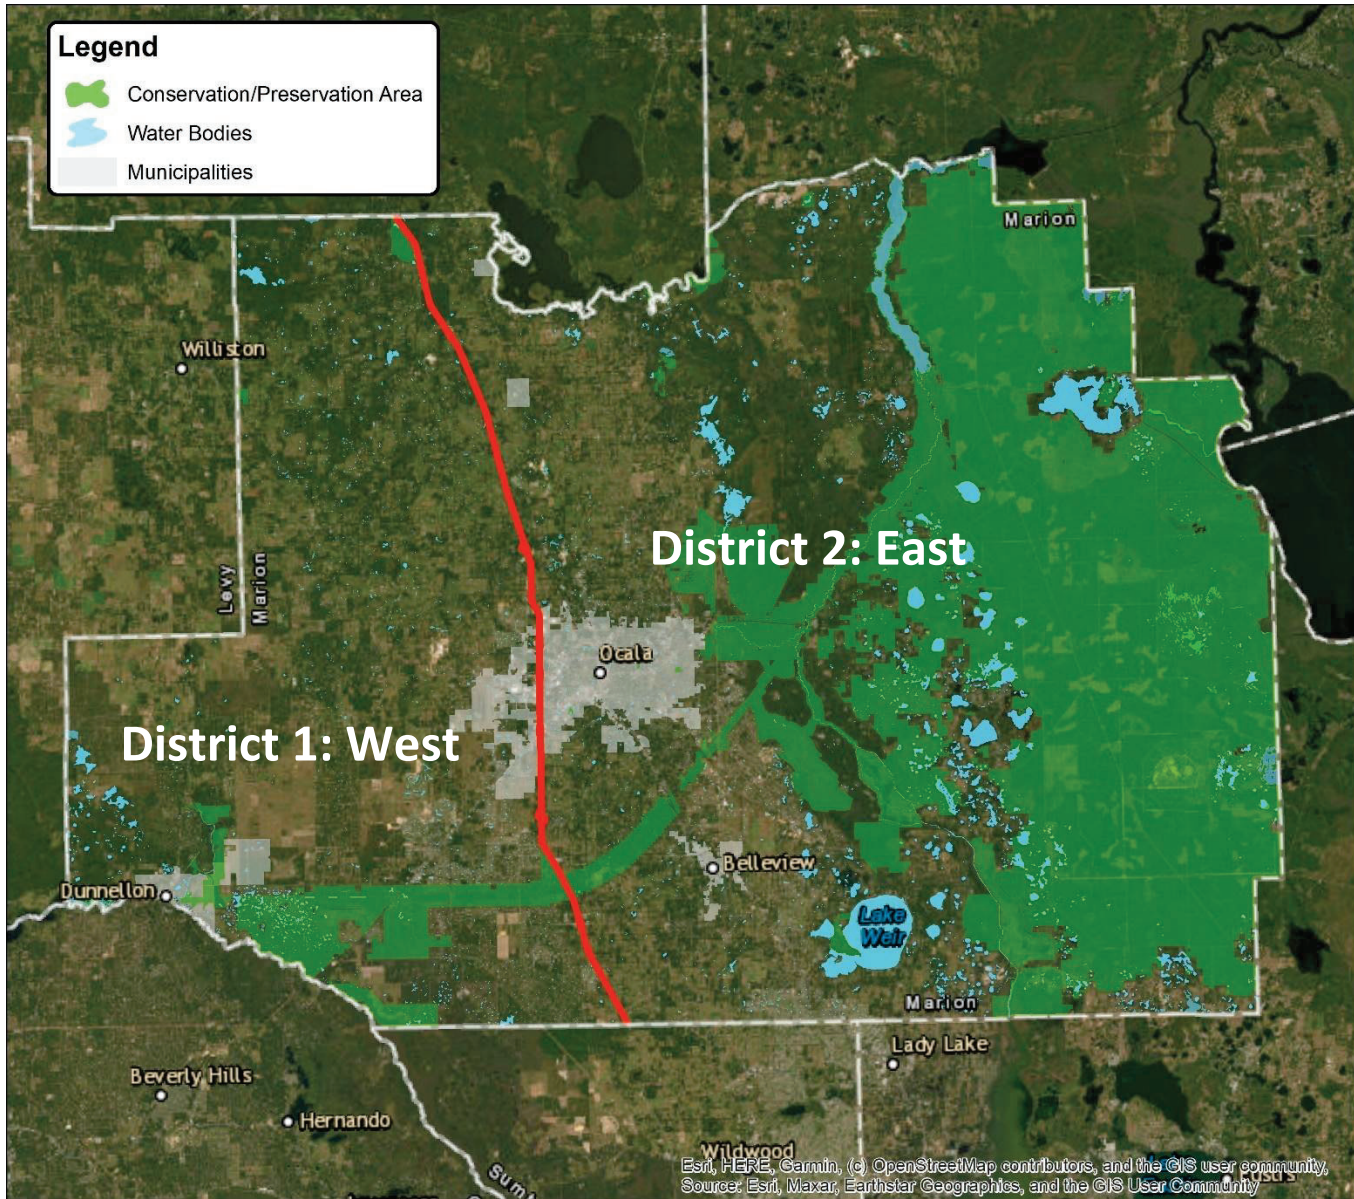 Legend
Conservation/Preservation Area
Water Bodies
Municipalities
Marion
Williston
District 2: East
Levy
Marion
Ocala
District 1: West
Belleview
Dunnellon
Lake
Weir
Marion
Lady Lake
Beverly Hills
Hernando
Wildwood
Esri, HERE, Garmin, (c) OpenStreetMap contributors, and the GIS user community,
Source: Esri, Maxar, Earthstar Geographics, and the GIS User Community